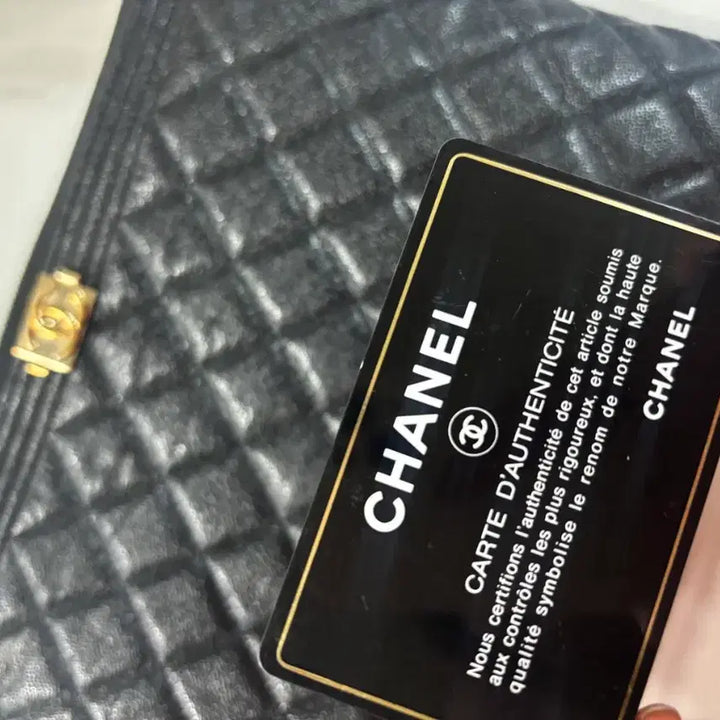 CHANEL
CARTE D'AUTHENTICITÉ
Nous certifions l'authenticité de cet article soumis
aux contrôles les plus rigoureux, et dont la haute
qualité symbolise le renom de notre Marque.
CHANEL